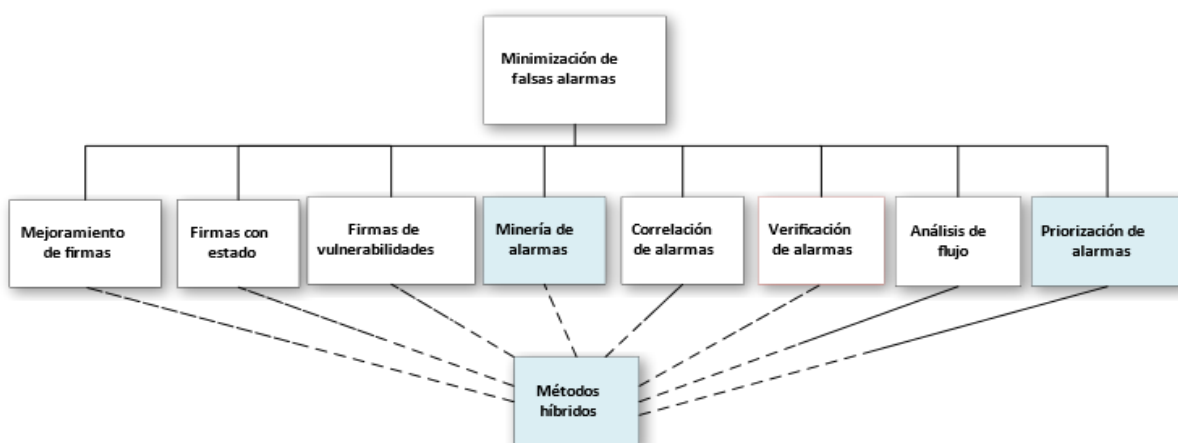 Minimización de
falsas alarmas
Mejoramiento
de firmas
Firmas con
estado
Firmas de
vulnerabilidades
Minería de
alarmas
Correlación
de alarmas
Verificación
de alarmas
Análisis de
flujo
Priorización de
alarmas
Métodos
híbridos